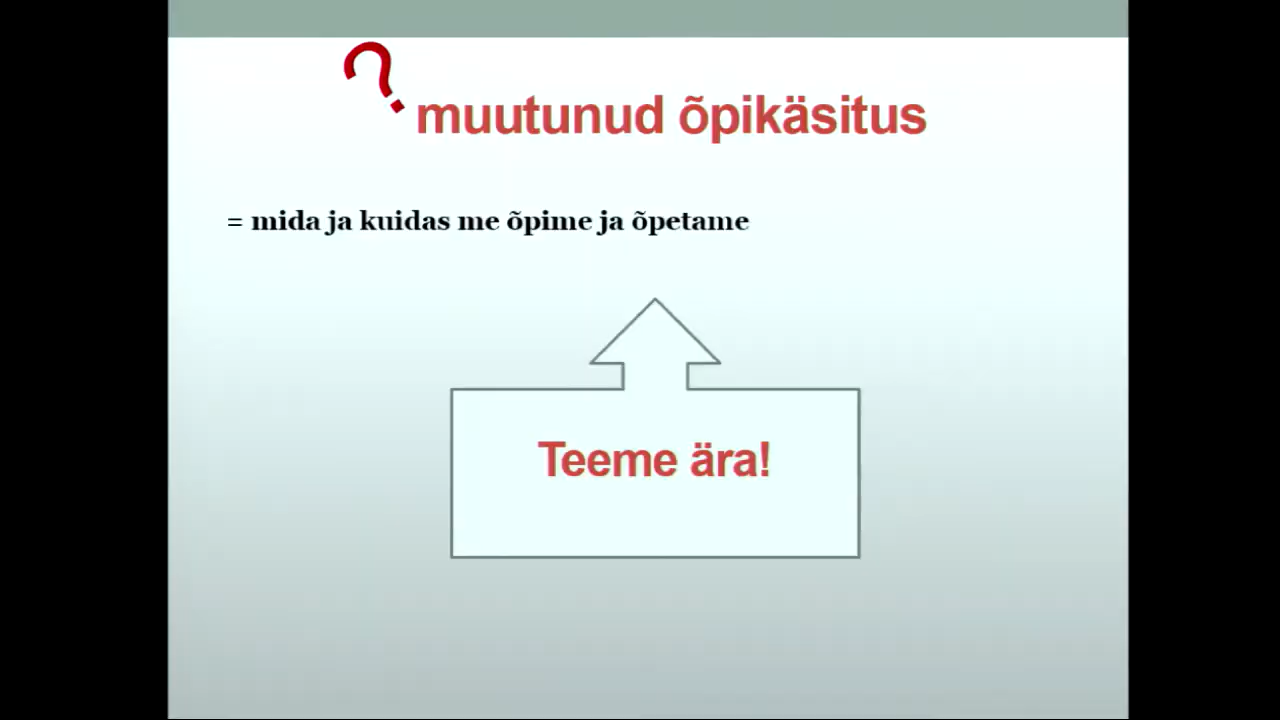 ? muutunud õpikäsitus
= mida ja kuidas me õpime ja õpetame
Teeme ära!